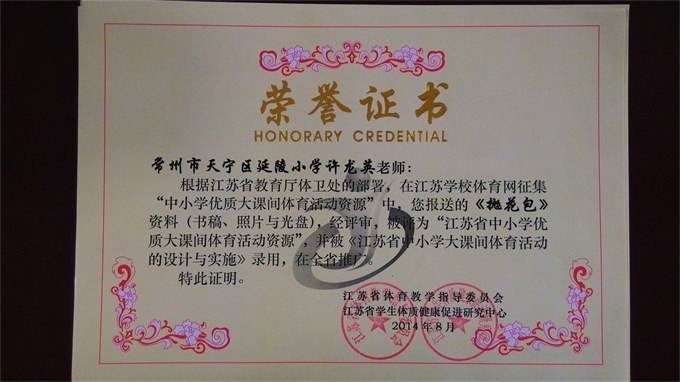 荣誉证书
HONORARY CREDENTIAL
常州市天宁区延陵小学许龙英老师：
根据江苏省教育厅体卫处的部署，在江苏学校体育网征集
“中小学优质大课间体育活动资源”中，您报送的《桃花包》
资料（书稿、照片与光盘），经评审，被评为“江苏省中小学优
质大课间体育活动资源”，并被《江苏省中小学大课间体育活动
的设计与实施》录用，在全省推广。
特此证明。
江苏省体育教学指导委员会
江苏省学生体质健康促进研究中心
2014年8月